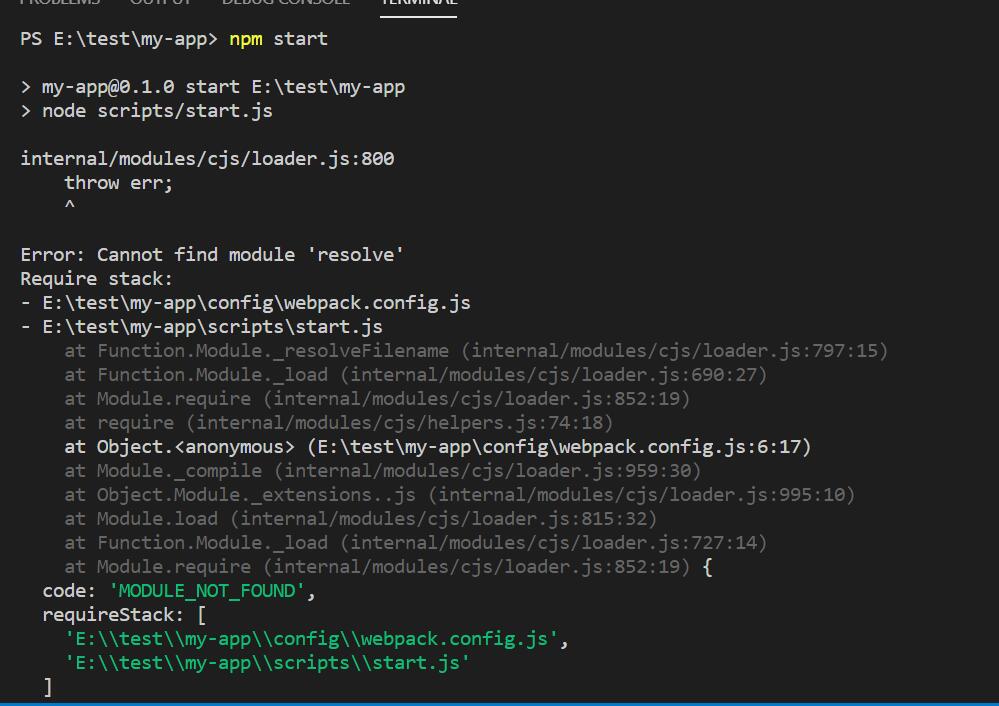 PROBLEMS OUTPUT DEBUG CONSOLE TERMINAL
PS E:\test\my-app> npm start
> my-app@0.1.0 start E:\test\my-app
> node scripts/start.js
internal/modules/cjs/loader.js:800
    throw err;
    ^
Error: Cannot find module 'resolve'
Require stack:
- E:\test\my-app\config\webpack.config.js
- E:\test\my-app\scripts\start.js
    at Function.Module._resolveFilename (internal/modules/cjs/loader.js:797:15)
    at Function.Module._load (internal/modules/cjs/loader.js:690:27)
    at Module.require (internal/modules/cjs/loader.js:852:19)
    at require (internal/modules/cjs/helpers.js:74:18)
    at Object.<anonymous> (E:\test\my-app\config\webpack.config.js:6:17)
    at Module._compile (internal/modules/cjs/loader.js:959:30)
    at Object.Module._extensions..js (internal/modules/cjs/loader.js:995:10)
    at Module.load (internal/modules/cjs/loader.js:815:32)
    at Function.Module._load (internal/modules/cjs/loader.js:727:14)
    at Module.require (internal/modules/cjs/loader.js:852:19) {
  code: 'MODULE_NOT_FOUND',
  requireStack: [
    'E:\\test\\my-app\\config\\webpack.config.js',
    'E:\\test\\my-app\\scripts\\start.js'
  ]